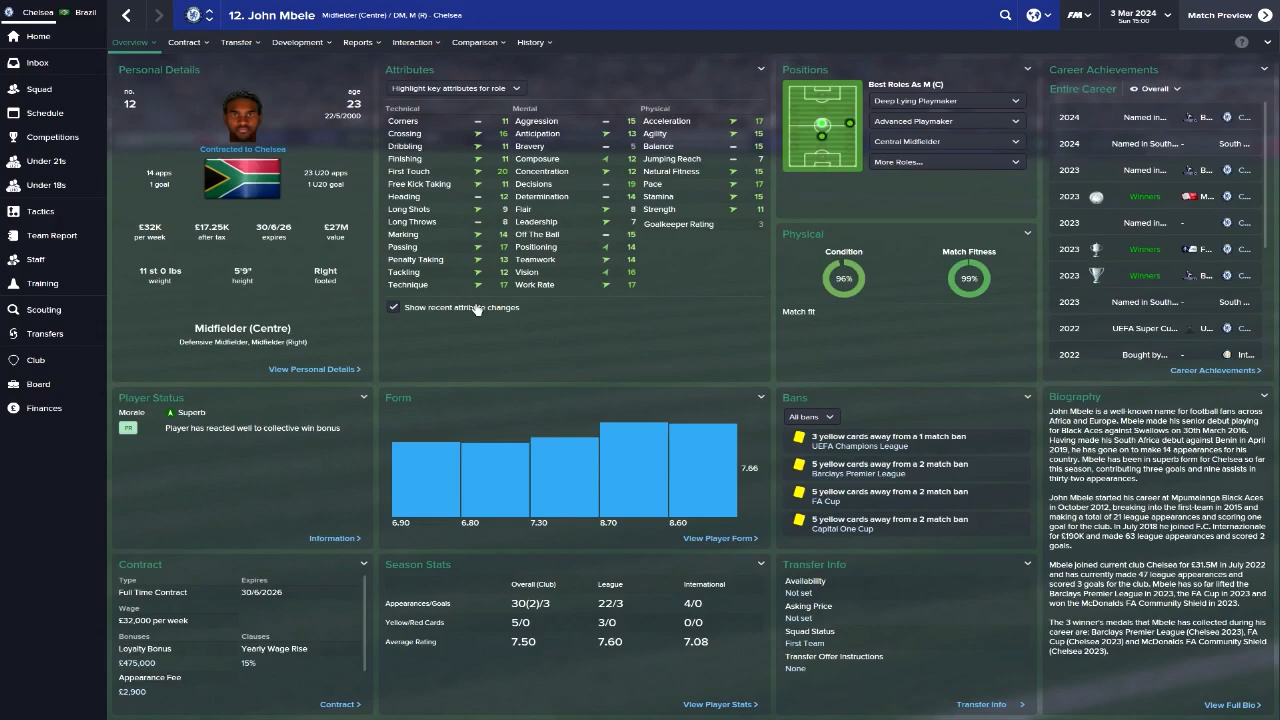 Chelsea Brazil
12. John Mbele Midfielder (Centre) / DM, M (R) - Chelsea
FM
3 Mar 2024
Sun 15:00
Match Preview
Home
Inbox
Squad
Schedule
Competitions
Under 21s
Under 18s
Tactics
Team Report
Staff
Training
Scouting
Transfers
Club
Board
Finances
Overview Contract Transfer Development Reports Interaction Comparison History
?
Personal Details
no.
12
age
23
22/5/2000
Contracted to Chelsea
14 apps
1 goal
23 U20 apps
1 U20 goal
£32K
per week
£17.25K
after tax
30/6/26
expires
£27M
value
11 st 0 lbs
weight
5'9"
height
Right
footed
Midfielder (Centre)
Defensive Midfielder, Midfielder (Right)
View Personal Details >
Attributes
Highlight key attributes for role
Technical Mental Physical
Corners 11 Aggression 15 Acceleration 17
Crossing 16 Anticipation 13 Agility 15
Dribbling 11 Bravery 5 Balance 15
Finishing 11 Composure 12 Jumping Reach 7
First Touch 20 Concentration 12 Natural Fitness 15
Free Kick Taking 11 Decisions 19 Pace 17
Heading 12 Determination 14 Stamina 15
Long Shots 9 Flair 8 Strength 11
Long Throws 8 Leadership 7 Goalkeeper Rating 3
Marking 14 Off The Ball 15
Passing 17 Positioning 14
Penalty Taking 13 Teamwork 14
Tackling 12 Vision 16
Technique 17 Work Rate 17
Show recent attribute changes
Positions
Best Roles As M (C)
Deep Lying Playmaker
Advanced Playmaker
Central Midfielder
More Roles...
Physical
Condition
96%
Match Fitness
99%
Match fit
Career Achievements
Entire Career Overall
2024 Named in... - B... C...
2024 Named in South... - South ...
2023 Named in... - B... C...
2023 Winners M... C...
2023 Named in... - B... C...
2023 Winners F... C...
2023 Winners B... C...
2023 Named in South... - South ...
2022 UEFA Super Cu... U... C...
2022 Bought by... - Int...
Career Achievements >
Player Status
Morale Superb
PR Player has reacted well to collective win bonus
Information >
Form
7.66
6.90 6.80 7.30 8.70 8.60
View Player Form >
Bans
All bans
3 yellow cards away from a 1 match ban
UEFA Champions League
5 yellow cards away from a 2 match ban
Barclays Premier League
5 yellow cards away from a 2 match ban
FA Cup
5 yellow cards away from a 2 match ban
Capital One Cup
Biography
John Mbele is a well-known name for football fans across
Africa and Europe. Mbele made his senior debut playing
for Black Aces against Swallows on 30th March 2016.
Having made his South Africa debut against Benin in April
2019, he has gone on to make 14 appearances for his
country. Mbele has been in superb form for Chelsea so far
this season, contributing three goals and nine assists in
thirty-two appearances.
John Mbele started his career at Mpumalanga Black Aces
in October 2012, breaking into the first-team in 2015 and
making a total of 21 league appearances and scoring one
goal for the club. In July 2018 he joined F.C. Internazionale
for £190K and made 63 league appearances and scored 2
goals.
Mbele joined current club Chelsea for £31.5M in July 2022
and has currently made 47 league appearances and
scored 3 goals for the club. Mbele has so far lifted the
Barclays Premier League in 2023, the FA Cup in 2023 and
won the McDonalds FA Community Shield in 2023.
The 3 winner's medals that Mbele has collected during his
career are: Barclays Premier League (Chelsea 2023), FA
Cup (Chelsea 2023) and McDonalds FA Community Shield
(Chelsea 2023).
View Full Bio >
Contract
Type Expires
Full Time Contract 30/6/2026
Wage
£32,000 per week
Bonuses Clauses
Loyalty Bonus Yearly Wage Rise
£475,000 15%
Appearance Fee
£2,900
Contract >
Season Stats
Overall (Club) League International
Appearances/Goals 30(2)/3 22/3 4/0
Yellow/Red Cards 5/0 3/0 0/0
Average Rating 7.50 7.60 7.08
View Player Stats >
Transfer Info
Availability
Not set
Asking Price
Not set
Squad Status
First Team
Transfer Offer Instructions
None
Transfer Info >